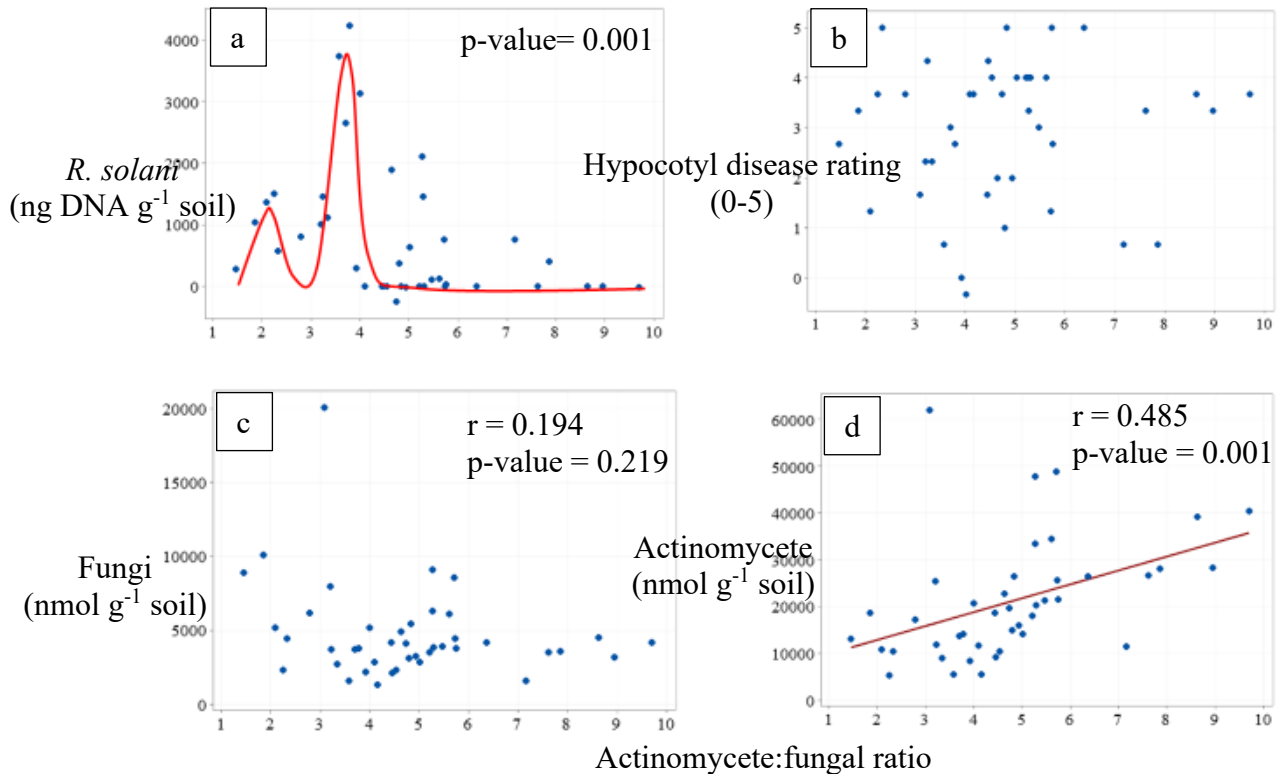 a
p-value= 0.001
4000
3000
2000
1000
0
R. solani
(ng DNA g⁻¹ soil)
1 2 3 4 5 6 7 8 9 10
b
5
4
3
2
1
0
Hypocotyl disease rating
(0-5)
1 2 3 4 5 6 7 8 9 10
c
r = 0.194
p-value = 0.219
20000
15000
10000
5000
0
Fungi
(nmol g⁻¹ soil)
1 2 3 4 5 6 7 8 9 10
d
r = 0.485
p-value = 0.001
60000
50000
40000
30000
20000
10000
0
Actinomycete
(nmol g⁻¹ soil)
1 2 3 4 5 6 7 8 9 10
Actinomycete:fungal ratio